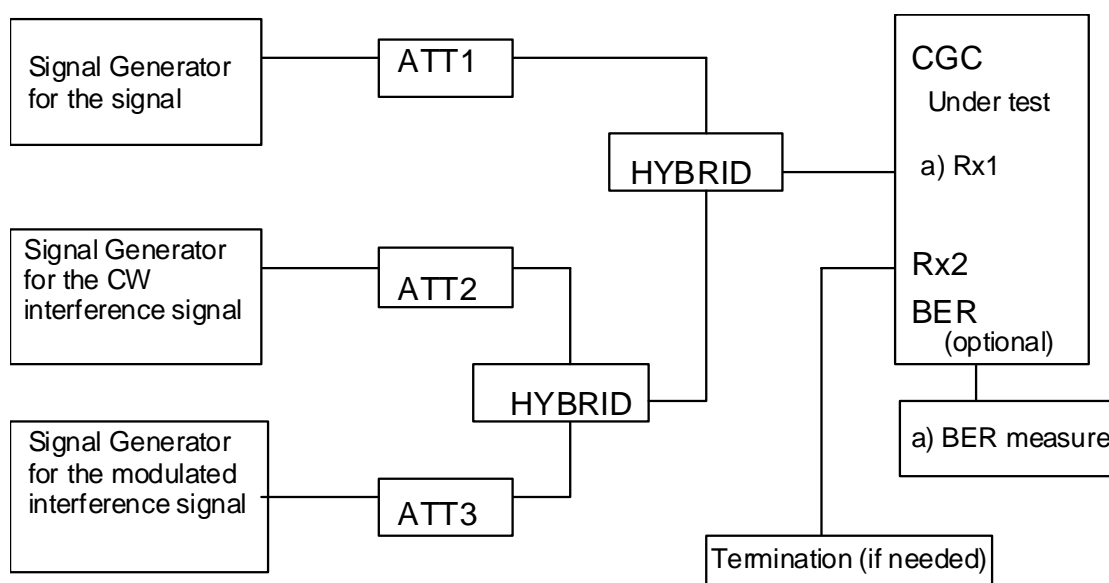 Signal Generator
for the signal
ATT1
HYBRID
CGC
Under test
a) Rx1
Rx2
BER
(optional)
Signal Generator
for the CW
interference signal
ATT2
HYBRID
Signal Generator
for the modulated
interference signal
ATT3
a) BER measure
Termination (if needed)